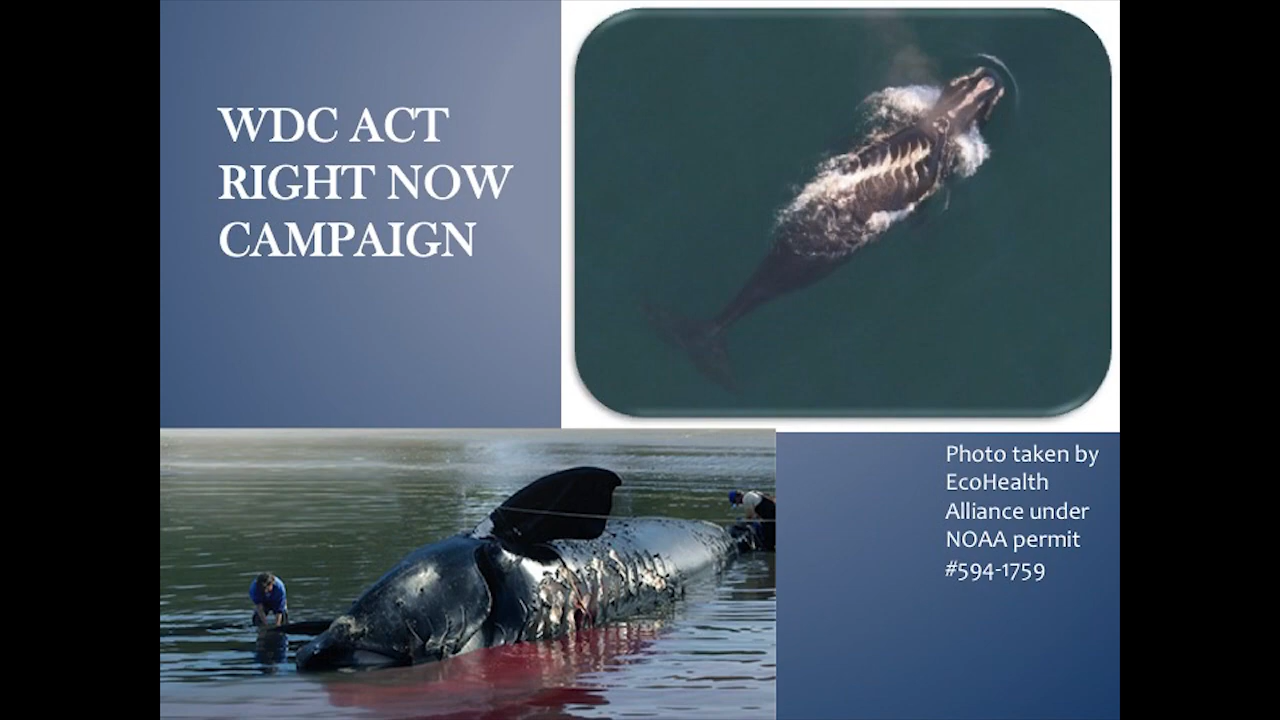 WDC ACT
RIGHT NOW
CAMPAIGN
Photo taken by
EcoHealth
Alliance under
NOAA permit
#594-1759